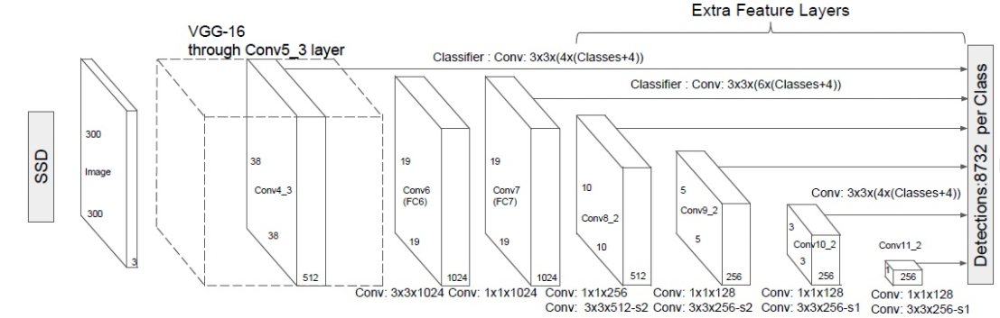 Extra Feature Layers
VGG-16
through Conv5_3 layer
Classifier : Conv: 3x3x(4x(Classes+4))
Classifier : Conv: 3x3x(6x(Classes+4))
SSD
300
Image
300
3
38
Conv4_3
38
512
19
Conv6
(FC6)
19
1024
19
Conv7
(FC7)
19
1024
10
Conv8_2
10
512
5
Conv9_2
5
256
Conv: 3x3x(4x(Classes+4))
3
Conv10_2
3
256
Conv11_2
1
256
Detections:8732 per Class
Conv: 3x3x1024
Conv: 1x1x1024
Conv: 1x1x256
Conv: 3x3x512-s2
Conv: 1x1x128
Conv: 3x3x256-s2
Conv: 1x1x128
Conv: 3x3x256-s1
Conv: 1x1x128
Conv: 3x3x256-s1